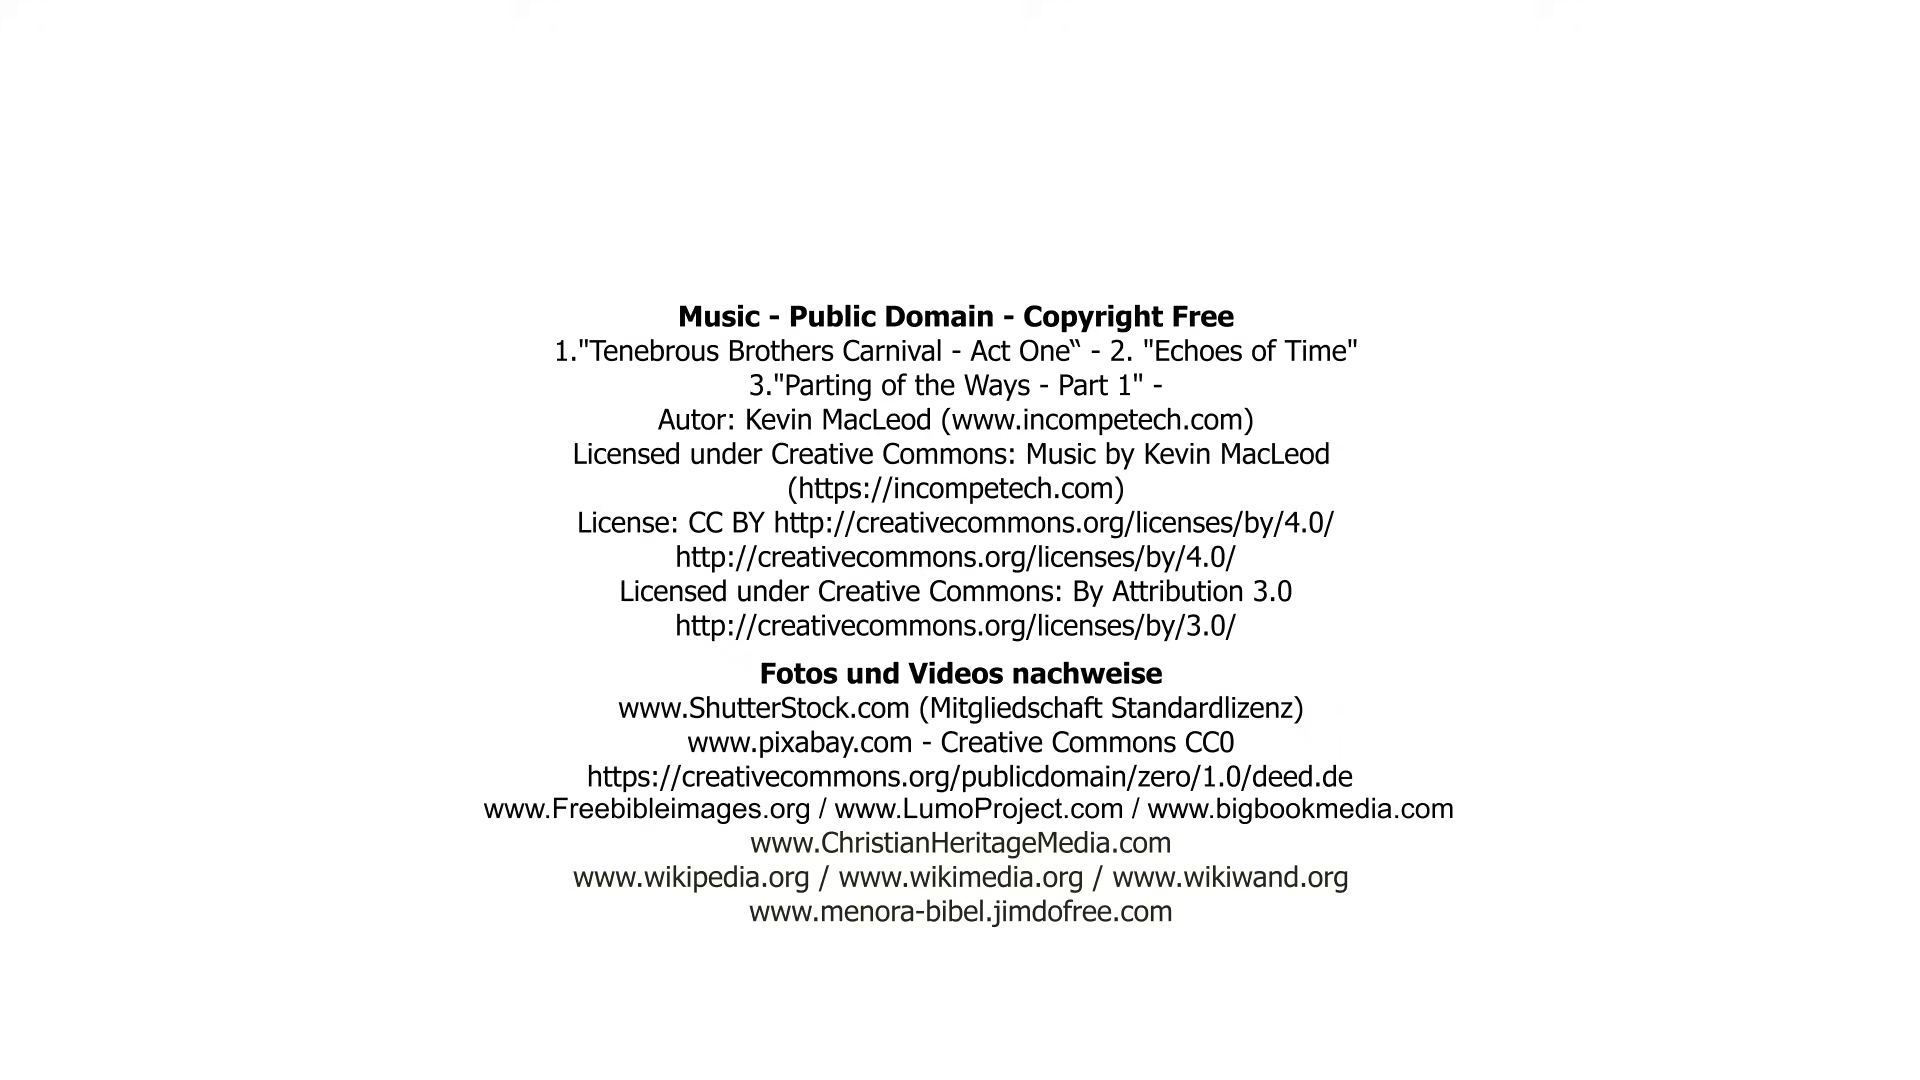 Music - Public Domain - Copyright Free
1."Tenebrous Brothers Carnival - Act One“ - 2. "Echoes of Time"
3."Parting of the Ways - Part 1" -
Autor: Kevin MacLeod (www.incompetech.com)
Licensed under Creative Commons: Music by Kevin MacLeod
(https://incompetech.com)
License: CC BY http://creativecommons.org/licenses/by/4.0/
http://creativecommons.org/licenses/by/4.0/
Licensed under Creative Commons: By Attribution 3.0
http://creativecommons.org/licenses/by/3.0/
Fotos und Videos nachweise
www.ShutterStock.com (Mitgliedschaft Standardlizenz)
www.pixabay.com - Creative Commons CC0
https://creativecommons.org/publicdomain/zero/1.0/deed.de
www.Freebibleimages.org / www.LumoProject.com / www.bigbookmedia.com
www.ChristianHeritageMedia.com
www.wikipedia.org / www.wikimedia.org / www.wikiwand.org
www.menora-bibel.jimdofree.com